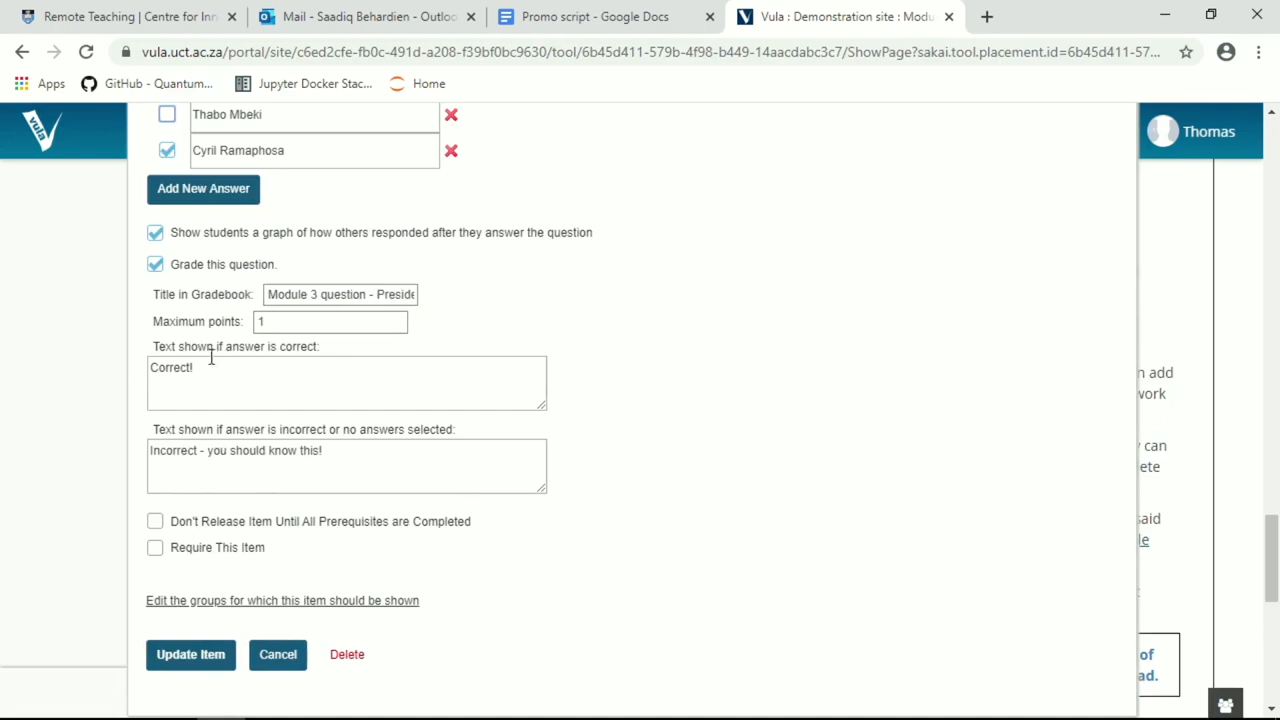 Remote Teaching | Centre for Inn
Mail - Saadiq Behardien - Outloo
Promo script - Google Docs
Vula : Demonstration site : Modu
vula.uct.ac.za/portal/site/c6ed2cfe-fb0c-491d-a208-f39bf0bc9630/tool/6b45d411-579b-4f98-b449-14aacdabc3c7/ShowPage?sakai.tool.placement.id=6b45d411-57...
Apps
GitHub - Quantum...
Jupyter Docker Stac...
Home
vula
Thomas
Thabo Mbeki
Cyril Ramaphosa
Add New Answer
Show students a graph of how others responded after they answer the question
Grade this question.
Title in Gradebook: Module 3 question - Preside
Maximum points: 1
Text shown if answer is correct:
Correct!
n add
work
Text shown if answer is incorrect or no answers selected:
Incorrect - you should know this!
can
ete
Don't Release Item Until All Prerequisites are Completed
said
le
Require This Item
Edit the groups for which this item should be shown
Update Item
Cancel
Delete
of
ad.